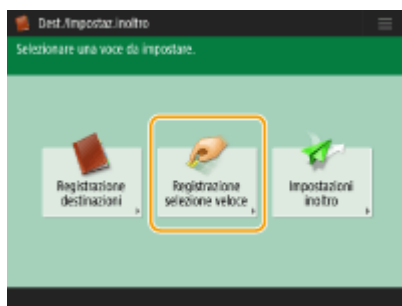 Dest./Impostaz.inoltro
Selezionare una voce da impostare.
Registrazione
destinazioni
Registrazione
selezione veloce
Impostazioni
inoltro